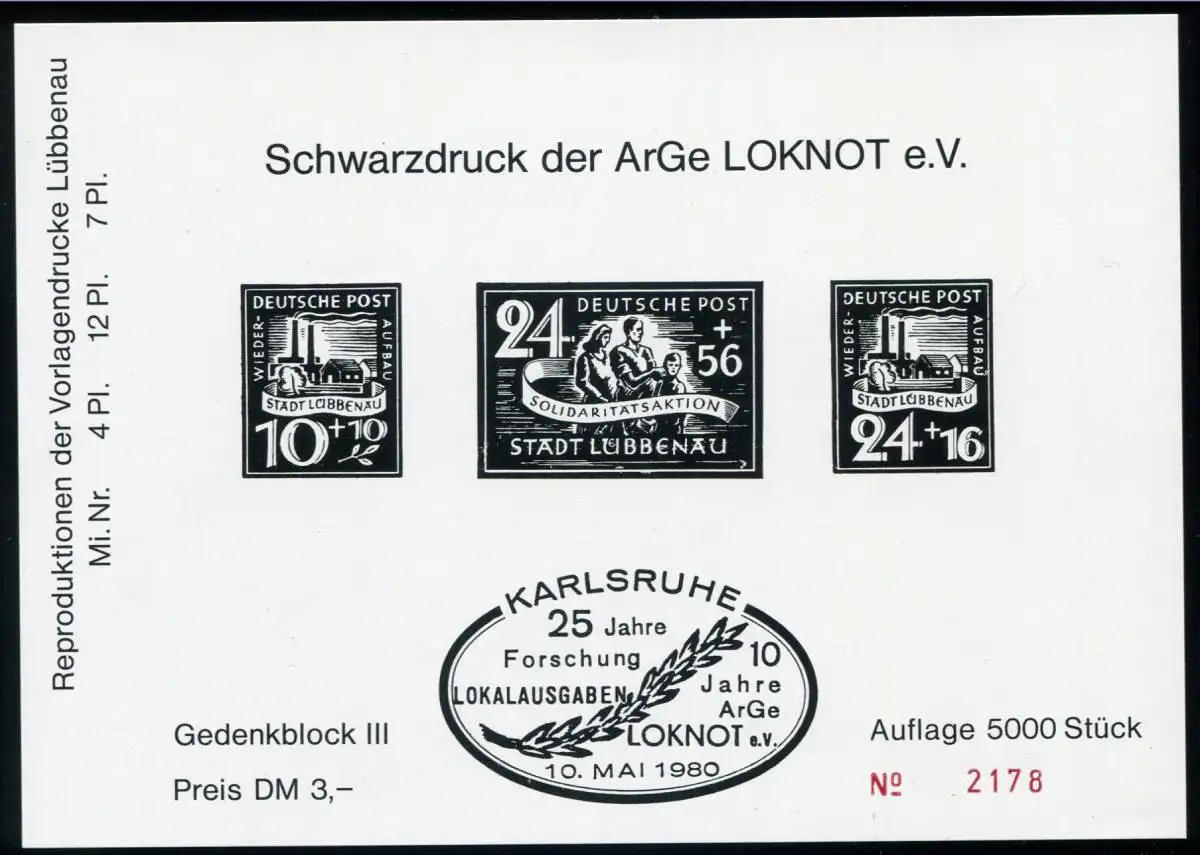 Schwarzdruck der ArGe LOKNOT e.V.
Reproduktionen der Vorlagendrucke Lübbenau
Mi.Nr. 4 Pl. 12 Pl. 7 Pl.
DEUTSCHE POST
WIEDER-
AUFBAU
STADT LÜBBENAU
10+10
24
DEUTSCHE POST
+
56
SOLIDARITÄTSAKTION
STADT LÜBBENAU
DEUTSCHE POST
WIEDER-
AUFBAU
STADT LÜBBENAU
24+16
KARLSRUHE
25 Jahre
Forschung
LOKALAUSGABEN
10
Jahre
ArGe
LOKNOT e.V.
10. MAI 1980
Gedenkblock III
Preis DM 3,–
Auflage 5000 Stück
№ 2178